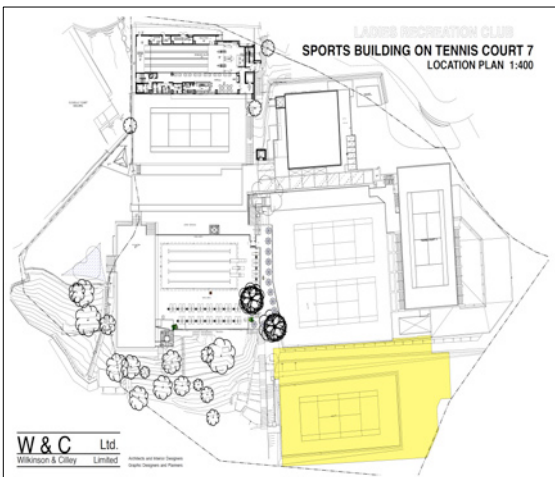 LADIES RECREATION CLUB
SPORTS BUILDING ON TENNIS COURT 7
LOCATION PLAN 1:400
W & C Ltd.
Wilkinson & Cilley Limited
Architects and Interior Designers
Graphic Designers and Planners